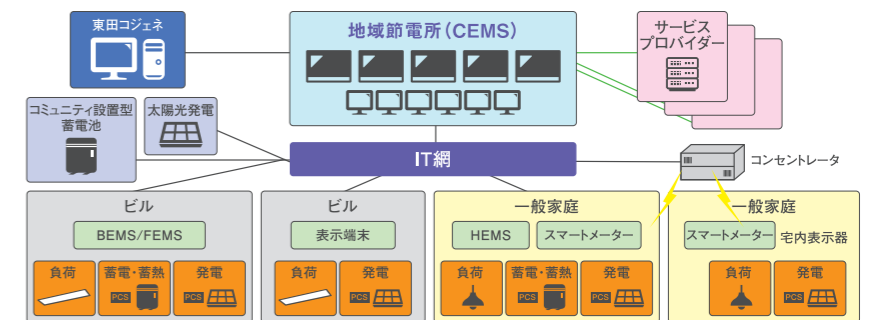 東田コジェネ
地域節電所（CEMS）
サービス
プロバイダー
コミュニティ設置型
蓄電池
太陽光発電
IT網
コンセントレータ
ビル
BEMS/FEMS
負荷
蓄電・蓄熱
PCS
発電
PCS
ビル
表示端末
負荷
発電
PCS
一般家庭
HEMS
スマートメーター
負荷
蓄電・蓄熱
PCS
発電
PCS
一般家庭
スマートメーター
宅内表示器
負荷
発電
PCS